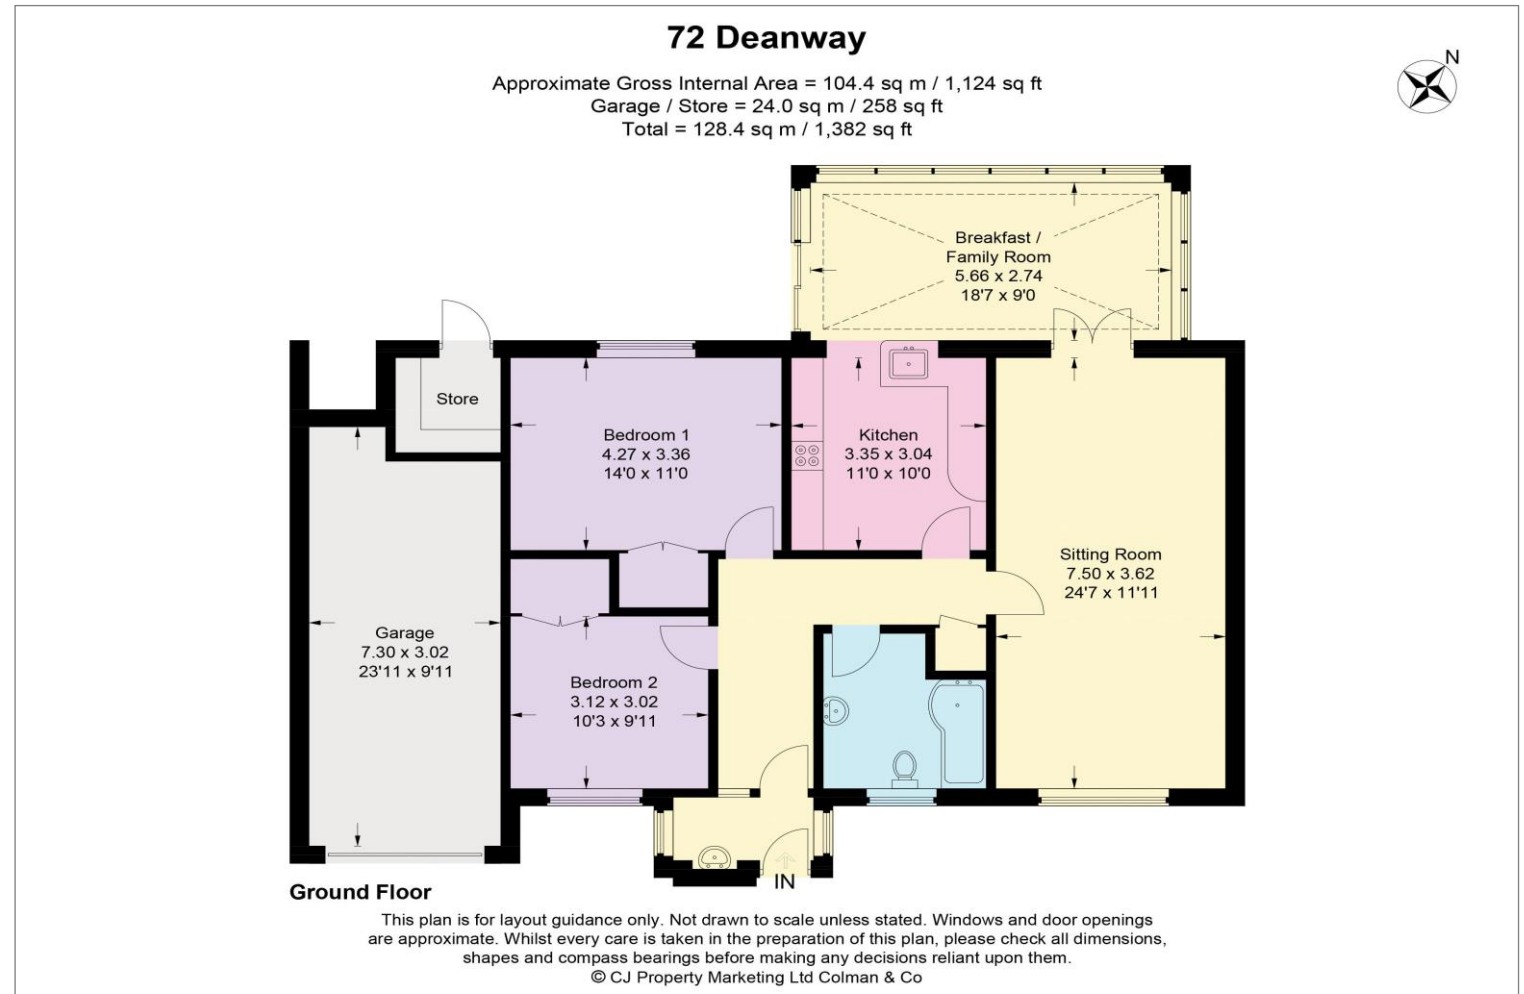 72 Deanway
Approximate Gross Internal Area = 104.4 sq m / 1,124 sq ft
Garage / Store = 24.0 sq m / 258 sq ft
Total = 128.4 sq m / 1,382 sq ft
N
Breakfast /
Family Room
5.66 x 2.74
18'7 x 9'0
Store
Bedroom 1
4.27 x 3.36
14'0 x 11'0
Kitchen
3.35 x 3.04
11'0 x 10'0
Sitting Room
7.50 x 3.62
24'7 x 11'11
Garage
7.30 x 3.02
23'11 x 9'11
Bedroom 2
3.12 x 3.02
10'3 x 9'11
IN
Ground Floor
This plan is for layout guidance only. Not drawn to scale unless stated. Windows and door openings
are approximate. Whilst every care is taken in the preparation of this plan, please check all dimensions,
shapes and compass bearings before making any decisions reliant upon them.
© CJ Property Marketing Ltd Colman & Co